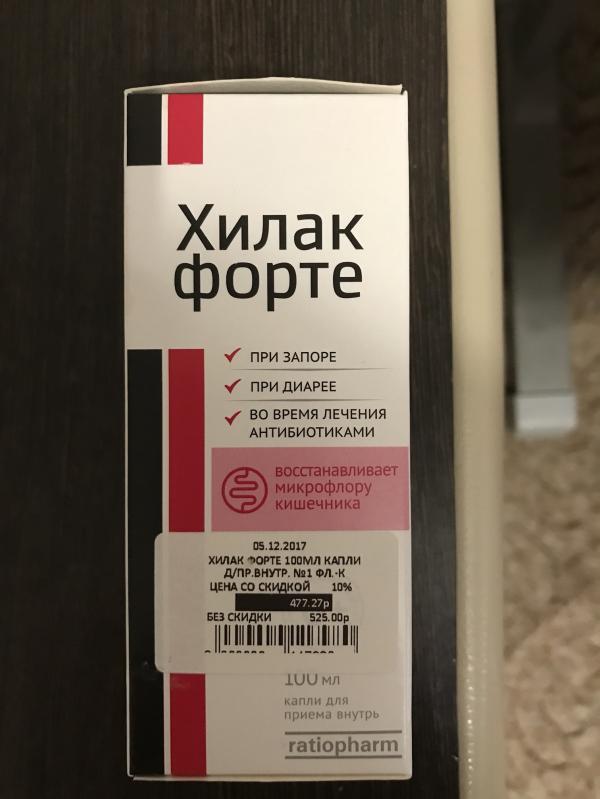 Хилак
форте
ПРИ ЗАПОРЕ
ПРИ ДИАРЕЕ
ВО ВРЕМЯ ЛЕЧЕНИЯ
АНТИБИОТИКАМИ
восстанавливает
микрофлору
кишечника
05.12.2017
ХИЛАК ФОРТЕ 100МЛ КАПЛИ
Д/ПР.ВНУТР. №1 ФЛ.-К
ЦЕНА СО СКИДКОЙ 10%
477.27р
БЕЗ СКИДКИ 525.00р
100 мл
капли для
приема внутрь
ratiopharm